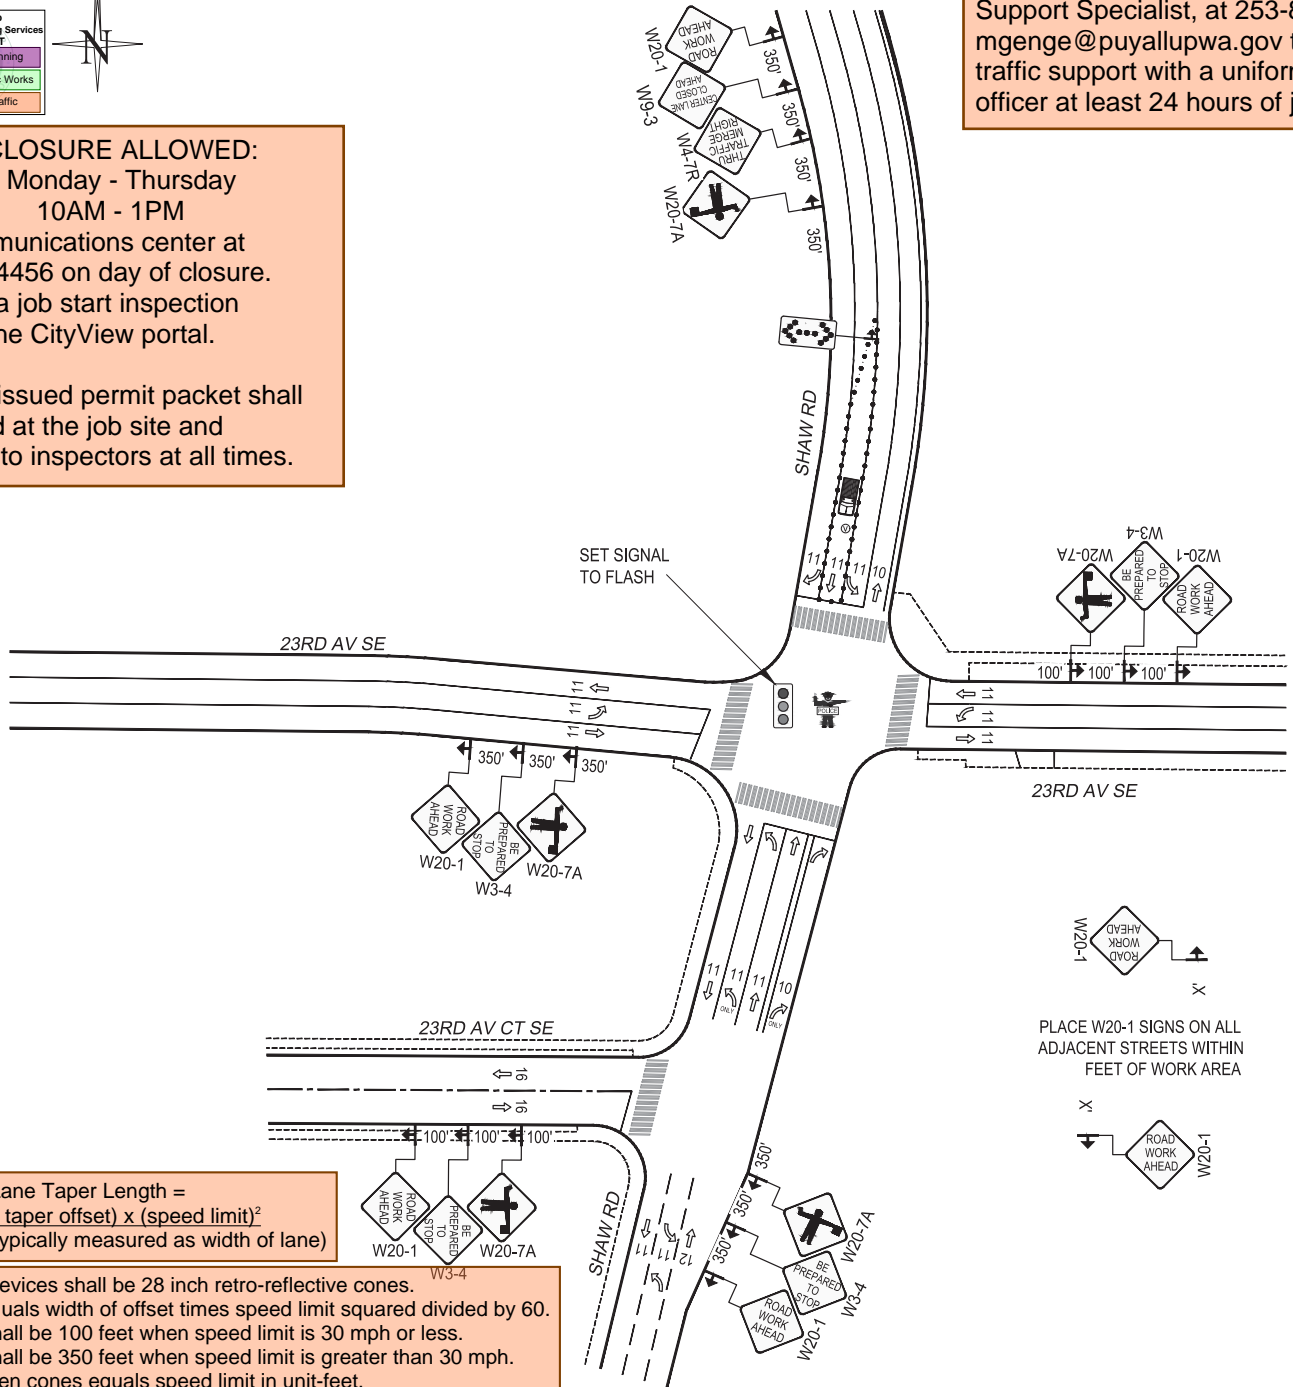 g Services
nning
Works
affic
N
CLOSURE ALLOWED:
Monday - Thursday
10AM - 1PM
munications center at
4456 on day of closure.
a job start inspection
he CityView portal.
issued permit packet shall
d at the job site and
to inspectors at all times.
Support Specialist, at 253-8
mgenge@puyallupwa.gov t
traffic support with a uniforr
officer at least 24 hours of j
W20-1
ROAD
WORK
AHEAD
350'
W9-3
CENTER LANE
CLOSED
AHEAD
350'
W4-7R
THRU
TRAFFIC
MERGE
RIGHT
350'
W20-7A
350'
SHAW RD
11
11
11
10
SET SIGNAL
TO FLASH
POLICE
23RD AV SE
11
11
11
350'
350'
350'
ROAD
WORK
AHEAD
W20-1
BE
PREPARED
TO
STOP
W3-4
W20-7A
W20-7A
W3-4
BE
PREPARED
TO
STOP
W20-1
ROAD
WORK
AHEAD
100'
100'
100'
11
11
11
23RD AV SE
11
11
11
10
ONLY
ONLY
W20-1
ROAD
WORK
AHEAD
X'
PLACE W20-1 SIGNS ON ALL
ADJACENT STREETS WITHIN
FEET OF WORK AREA
X'
ROAD
WORK
AHEAD
W20-1
23RD AV CT SE
16
16
100'
100'
100'
ROAD
WORK
AHEAD
W20-1
BE
PREPARED
TO
STOP
W3-4
W20-7A
SHAW RD
11
11
12
350'
350'
350'
W20-7A
BE
PREPARED
TO
STOP
W3-4
ROAD
WORK
AHEAD
W20-1
ane Taper Length =
taper offset) x (speed limit)²
ypically measured as width of lane)
evices shall be 28 inch retro-reflective cones.
quals width of offset times speed limit squared divided by 60.
hall be 100 feet when speed limit is 30 mph or less.
hall be 350 feet when speed limit is greater than 30 mph.
en cones equals speed limit in unit-feet.